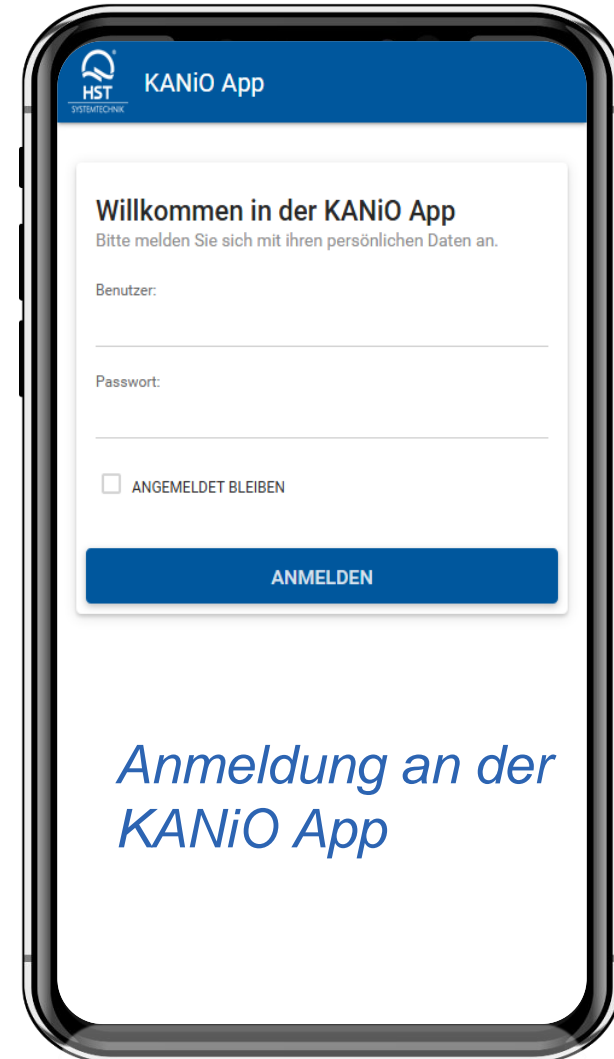 HST
SYSTEMTECHNIK
KANiO App
Willkommen in der KANiO App
Bitte melden Sie sich mit ihren persönlichen Daten an.
Benutzer:
Passwort:
ANGEMELDET BLEIBEN
ANMELDEN
Anmeldung an der
KANiO App